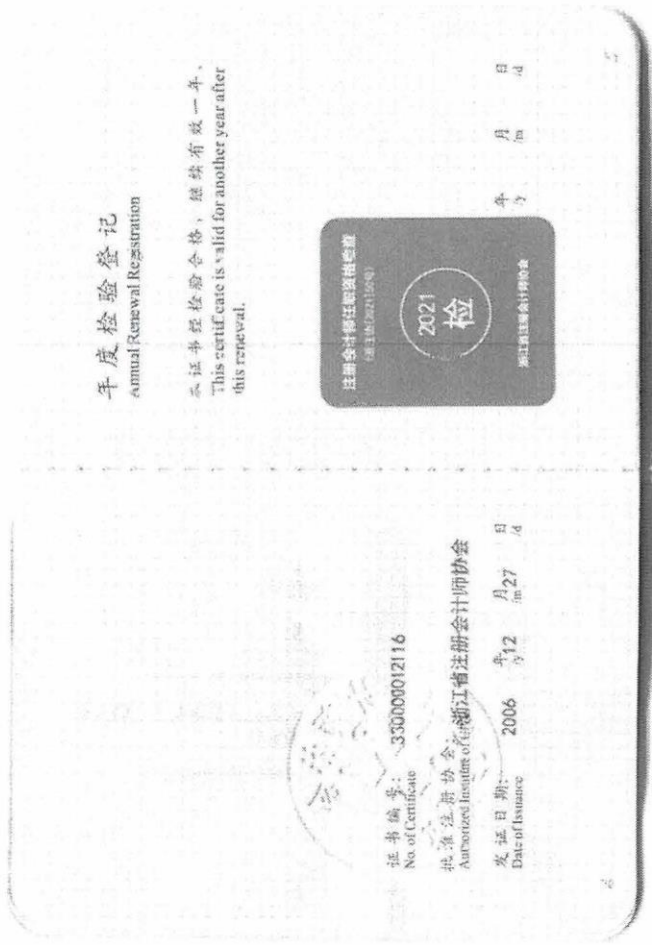 证书编号：
No. of Certificate
330000012116
批准注册协会：
Authorized Institute of
浙江省注册会计师协会
发证日期：
Date of Issuance
2006 年 12 月 27 日
/y /m /d
年度检验登记
Annual Renewal Registration
本证书经检验合格，继续有效一年。
This certificate is valid for another year after
this renewal.
注册会计师任职资格检查
2021
检
浙江省注册会计师协会
年 月 日
/y /m /d
5